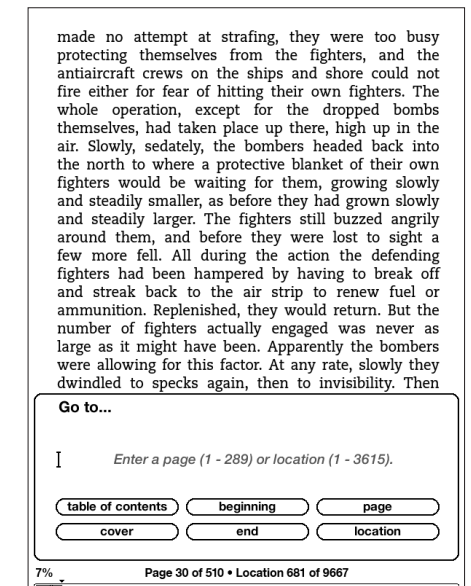 made no attempt at strafing, they were too busy
protecting themselves from the fighters, and the
antiaircraft crews on the ships and shore could not
fire either for fear of hitting their own fighters. The
whole operation, except for the dropped bombs
themselves, had taken place up there, high up in the
air. Slowly, sedately, the bombers headed back into
the north to where a protective blanket of their own
fighters would be waiting for them, growing slowly
and steadily smaller, as before they had grown slowly
and steadily larger. The fighters still buzzed angrily
around them, and before they were lost to sight a
few more fell. All during the action the defending
fighters had been hampered by having to break off
and streak back to the air strip to renew fuel or
ammunition. Replenished, they would return. But the
number of fighters actually engaged was never as
large as it might have been. Apparently the bombers
were allowing for this factor. At any rate, slowly they
dwindled to specks again, then to invisibility. Then
Go to...
Enter a page (1 - 289) or location (1 - 3615).
table of contents beginning page
cover end location
7% Page 30 of 510 • Location 681 of 9667